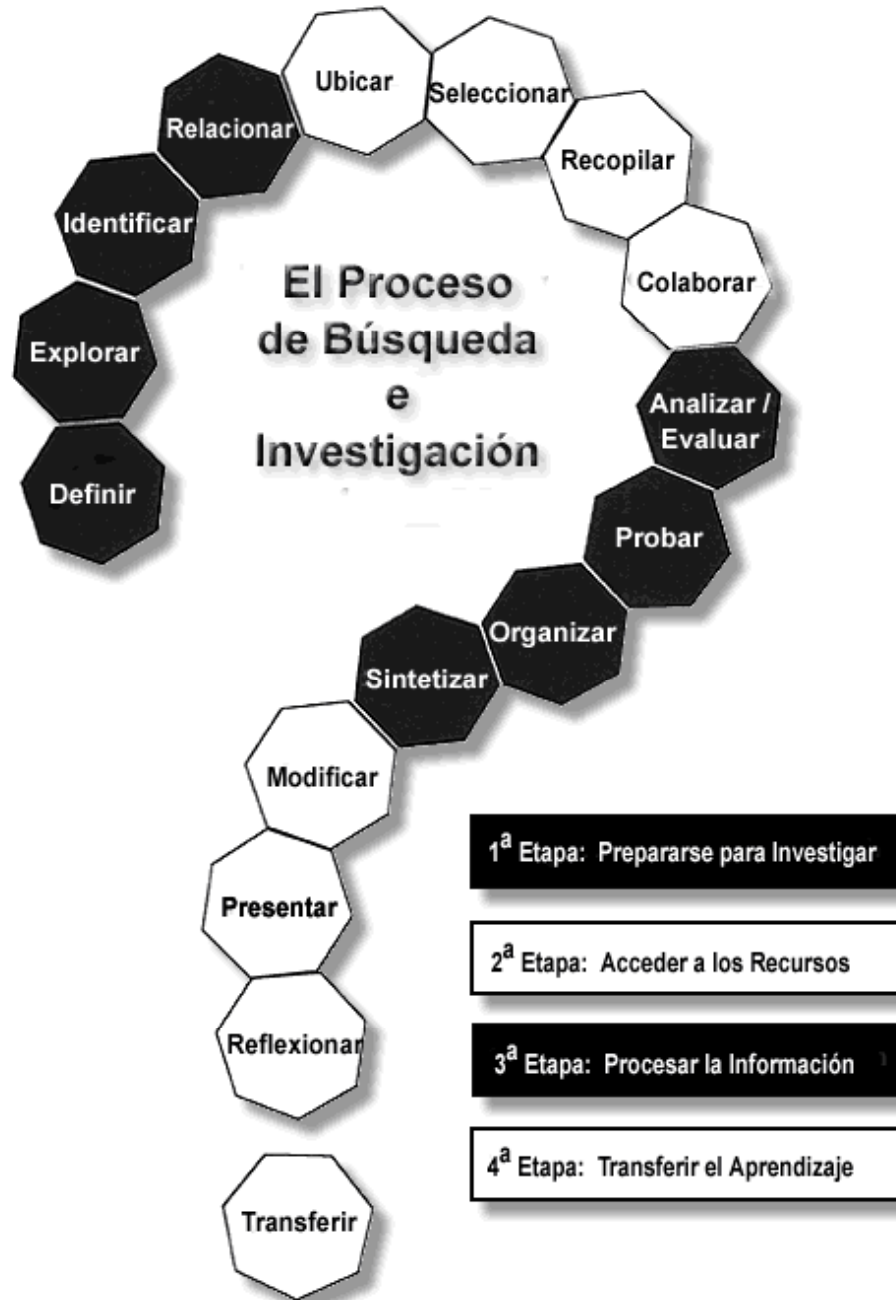 El Proceso
de Búsqueda
e
Investigación
Definir
Explorar
Identificar
Relacionar
Ubicar
Seleccionar
Recopilar
Colaborar
Analizar /
Evaluar
Probar
Organizar
Sintetizar
Modificar
Presentar
Reflexionar
Transferir
1ª Etapa: Prepararse para Investigar
2ª Etapa: Acceder a los Recursos
3ª Etapa: Procesar la Información
4ª Etapa: Transferir el Aprendizaje